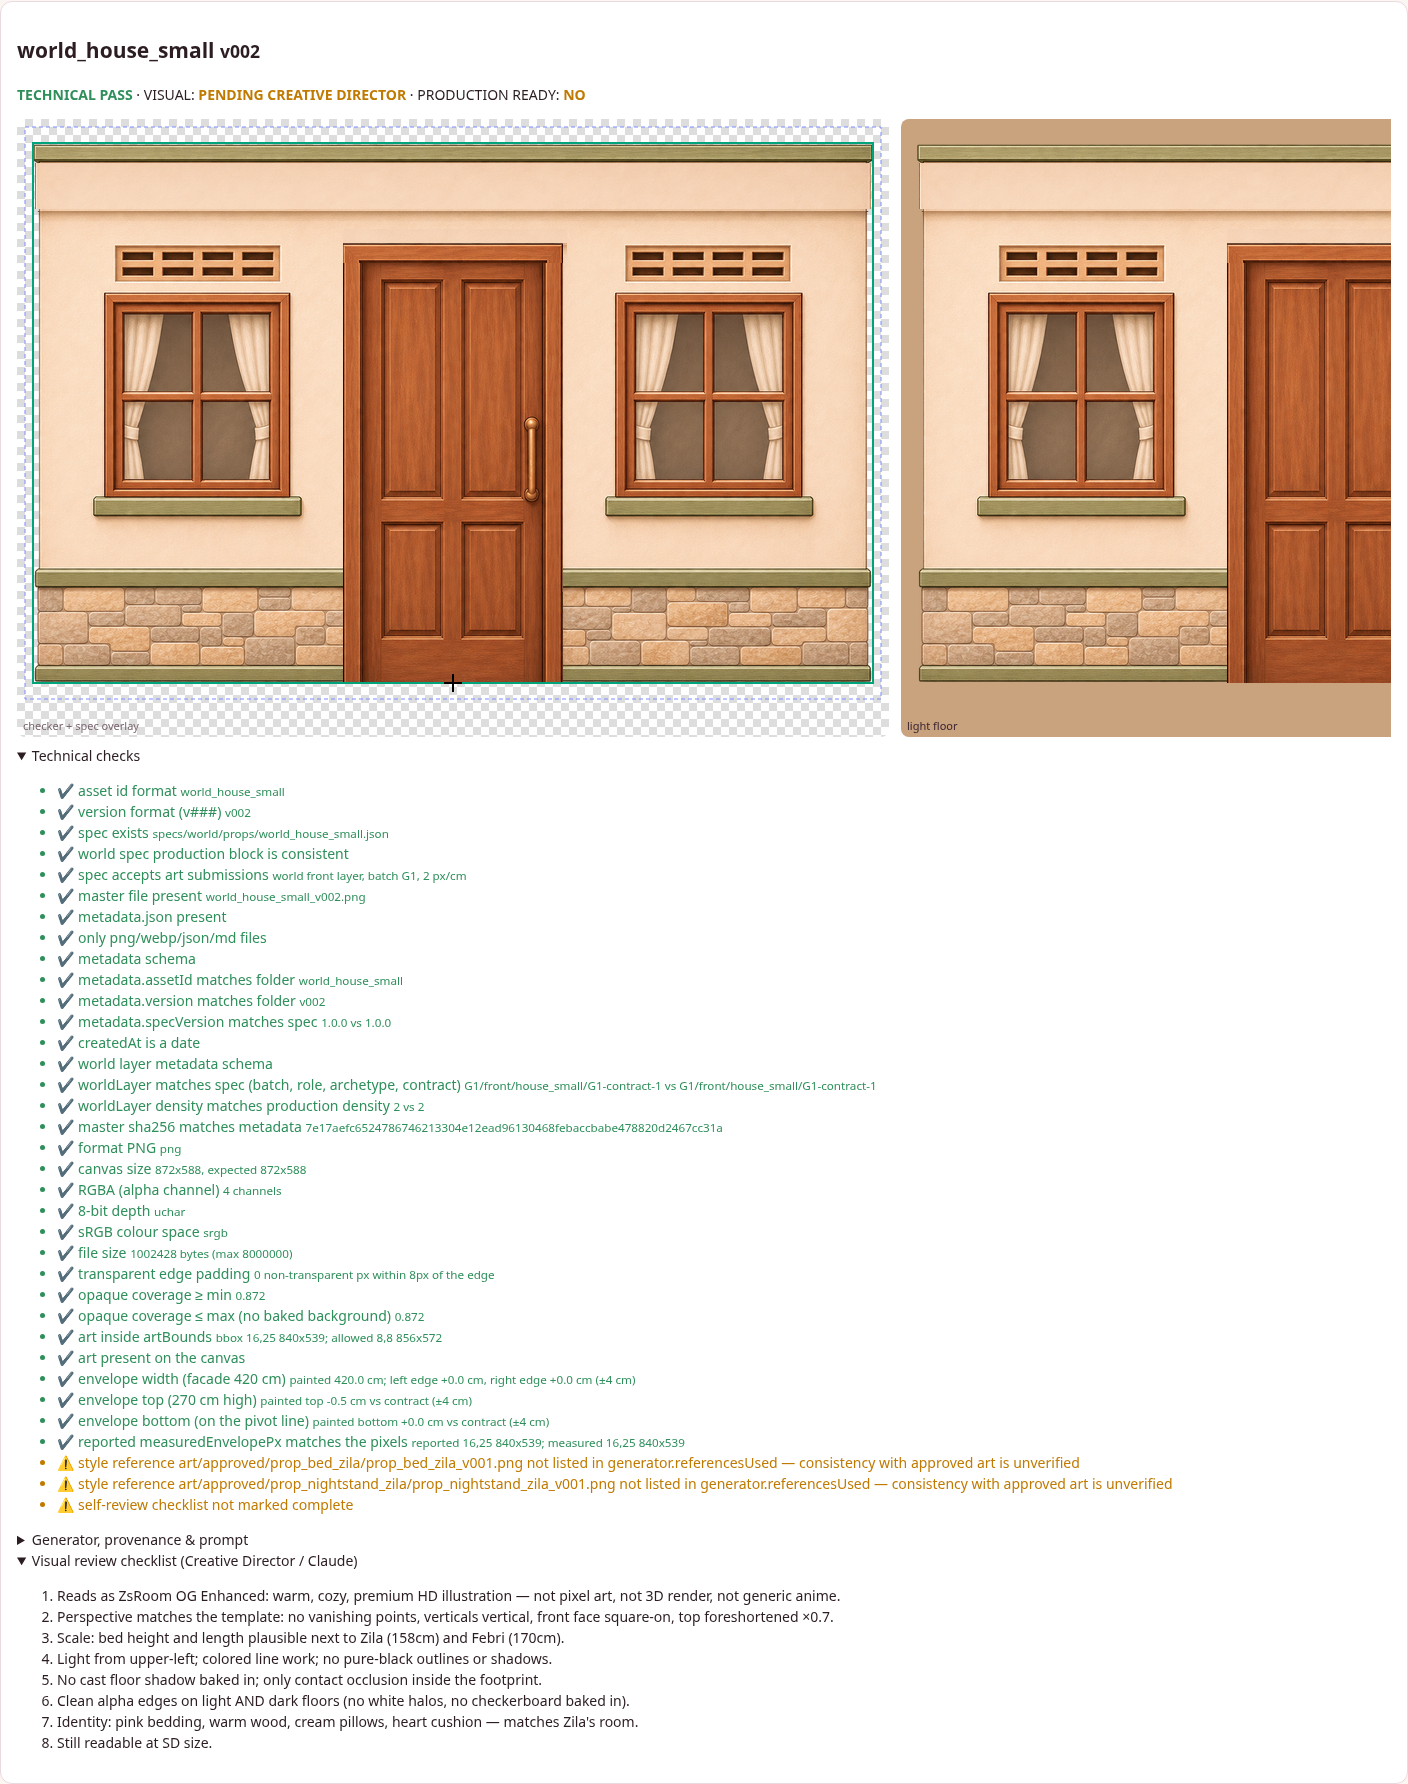 world_house_small v002
TECHNICAL PASS · VISUAL: PENDING CREATIVE DIRECTOR · PRODUCTION READY: NO
checker + spec overlay
light floor
▼ Technical checks
• ✔ asset id format world_house_small
• ✔ version format (v###) v002
• ✔ spec exists specs/world/props/world_house_small.json
• ✔ world spec production block is consistent
• ✔ spec accepts art submissions world front layer, batch G1, 2 px/cm
• ✔ master file present world_house_small_v002.png
• ✔ metadata.json present
• ✔ only png/webp/json/md files
• ✔ metadata schema
• ✔ metadata.assetId matches folder world_house_small
• ✔ metadata.version matches folder v002
• ✔ metadata.specVersion matches spec 1.0.0 vs 1.0.0
• ✔ createdAt is a date
• ✔ world layer metadata schema
• ✔ worldLayer matches spec (batch, role, archetype, contract) G1/front/house_small/G1-contract-1 vs G1/front/house_small/G1-contract-1
• ✔ worldLayer density matches production density 2 vs 2
• ✔ master sha256 matches metadata 7e17aefc6524786746213304e12ead96130468febaccbabe478820d2467cc31a
• ✔ format PNG png
• ✔ canvas size 872x588, expected 872x588
• ✔ RGBA (alpha channel) 4 channels
• ✔ 8-bit depth uchar
• ✔ sRGB colour space srgb
• ✔ file size 1002428 bytes (max 8000000)
• ✔ transparent edge padding 0 non-transparent px within 8px of the edge
• ✔ opaque coverage ≥ min 0.872
• ✔ opaque coverage ≤ max (no baked background) 0.872
• ✔ art inside artBounds bbox 16,25 840x539; allowed 8,8 856x572
• ✔ art present on the canvas
• ✔ envelope width (facade 420 cm) painted 420.0 cm; left edge +0.0 cm, right edge +0.0 cm (±4 cm)
• ✔ envelope top (270 cm high) painted top -0.5 cm vs contract (±4 cm)
• ✔ envelope bottom (on the pivot line) painted bottom +0.0 cm vs contract (±4 cm)
• ✔ reported measuredEnvelopePx matches the pixels reported 16,25 840x539; measured 16,25 840x539
• ⚠ style reference art/approved/prop_bed_zila/prop_bed_zila_v001.png not listed in generator.referencesUsed — consistency with approved art is unverified
• ⚠ style reference art/approved/prop_nightstand_zila/prop_nightstand_zila_v001.png not listed in generator.referencesUsed — consistency with approved art is unverified
• ⚠ self-review checklist not marked complete
▶ Generator, provenance & prompt
▼ Visual review checklist (Creative Director / Claude)
1. Reads as ZsRoom OG Enhanced: warm, cozy, premium HD illustration — not pixel art, not 3D render, not generic anime.
2. Perspective matches the template: no vanishing points, verticals vertical, front face square-on, top foreshortened ×0.7.
3. Scale: bed height and length plausible next to Zila (158cm) and Febri (170cm).
4. Light from upper-left; colored line work; no pure-black outlines or shadows.
5. No cast floor shadow baked in; only contact occlusion inside the footprint.
6. Clean alpha edges on light AND dark floors (no white halos, no checkerboard baked in).
7. Identity: pink bedding, warm wood, cream pillows, heart cushion — matches Zila's room.
8. Still readable at SD size.